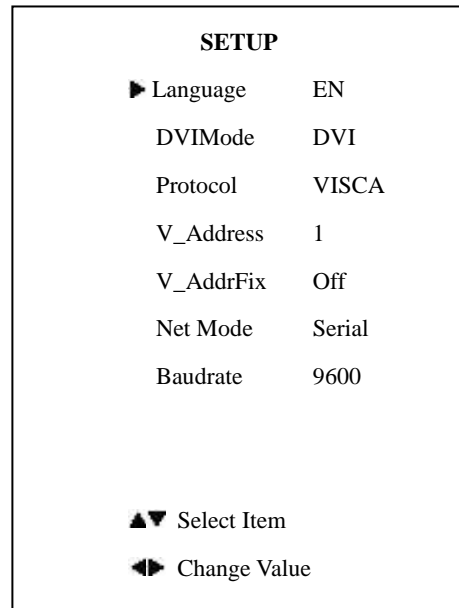 SETUP
Language EN
DVIMode DVI
Protocol VISCA
V_Address 1
V_AddrFix Off
Net Mode Serial
Baudrate 9600
Select Item
Change Value